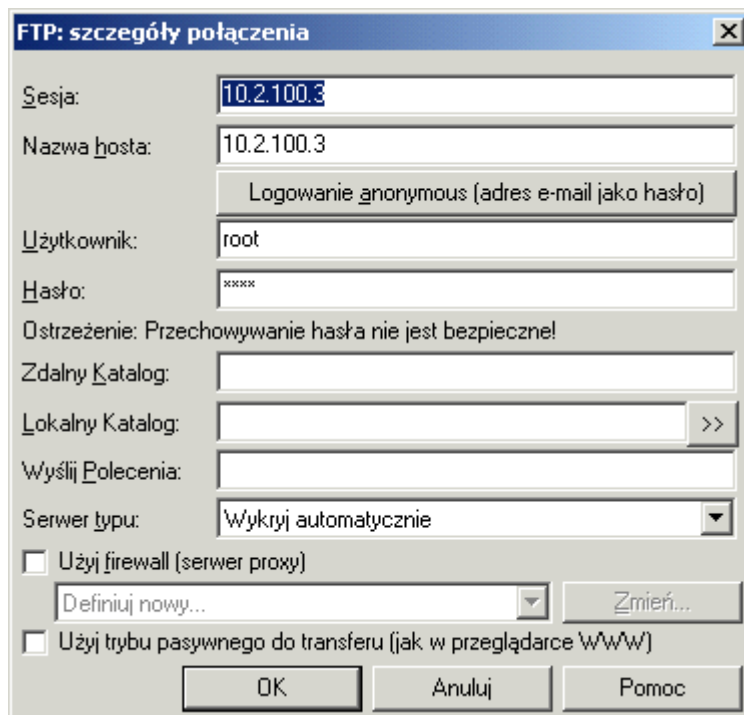 FTP: szczegóły połączenia
Sesja: 10.2.100.3
Nazwa hosta: 10.2.100.3
Logowanie anonymous (adres e-mail jako hasło)
Użytkownik: root
Hasło: ****
Ostrzeżenie: Przechowywanie hasła nie jest bezpieczne!
Zdalny Katalog:
Lokalny Katalog: >>
Wyślij Polecenia:
Serwer typu: Wykryj automatycznie
Użyj firewall (serwer proxy)
Definiuj nowy... Zmień...
Użyj trybu pasywnego do transferu (jak w przeglądarce WWW)
OK Anuluj Pomoc